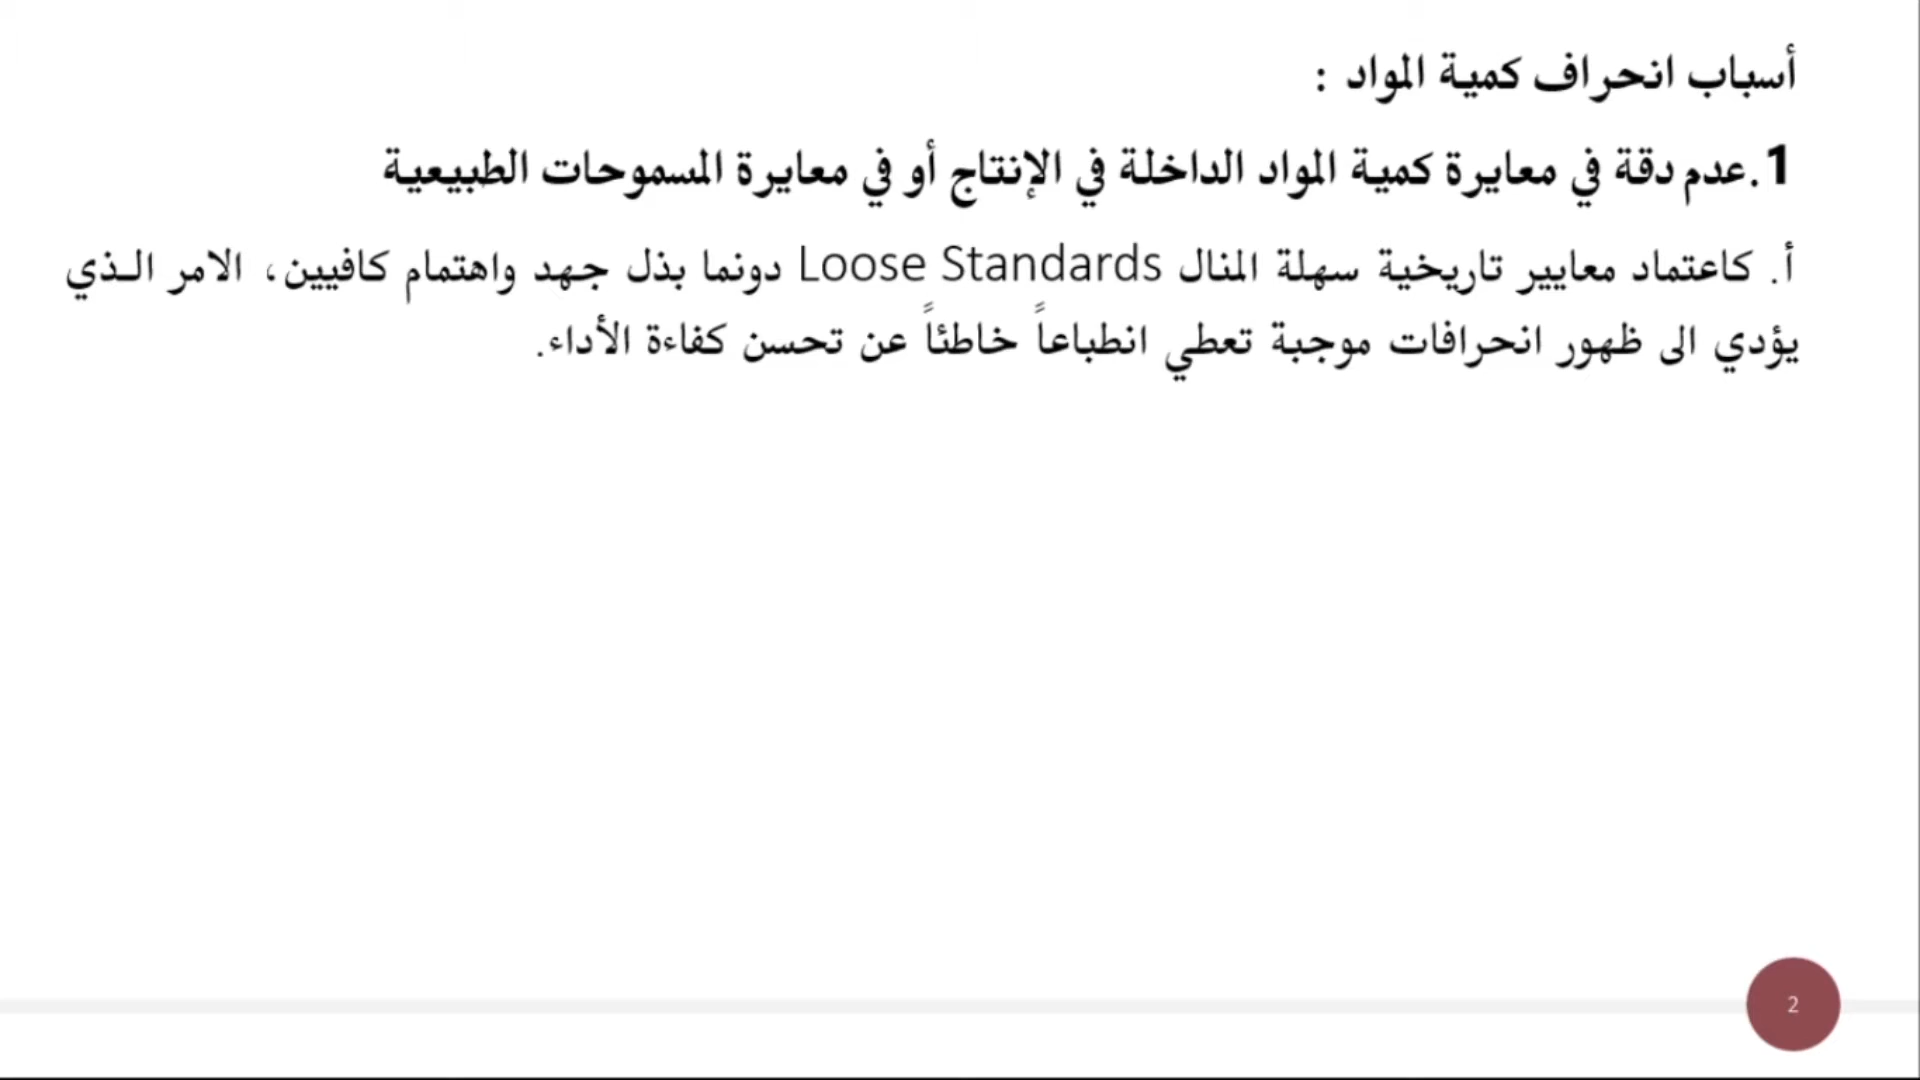 أسباب انحراف كمية المواد :
1.عدم دقة في معايرة كمية المواد الداخلة في الإنتاج أو في معايرة المسموحات الطبيعية
أ. كاعتماد معايير تاريخية سهلة المنال Loose Standards دونما بذل جهد واهتمام كافيين، الامر الـذي
يؤدي الى ظهور انحرافات موجبة تعطي انطباعاً خاطئاً عن تحسن كفاءة الأداء.
2